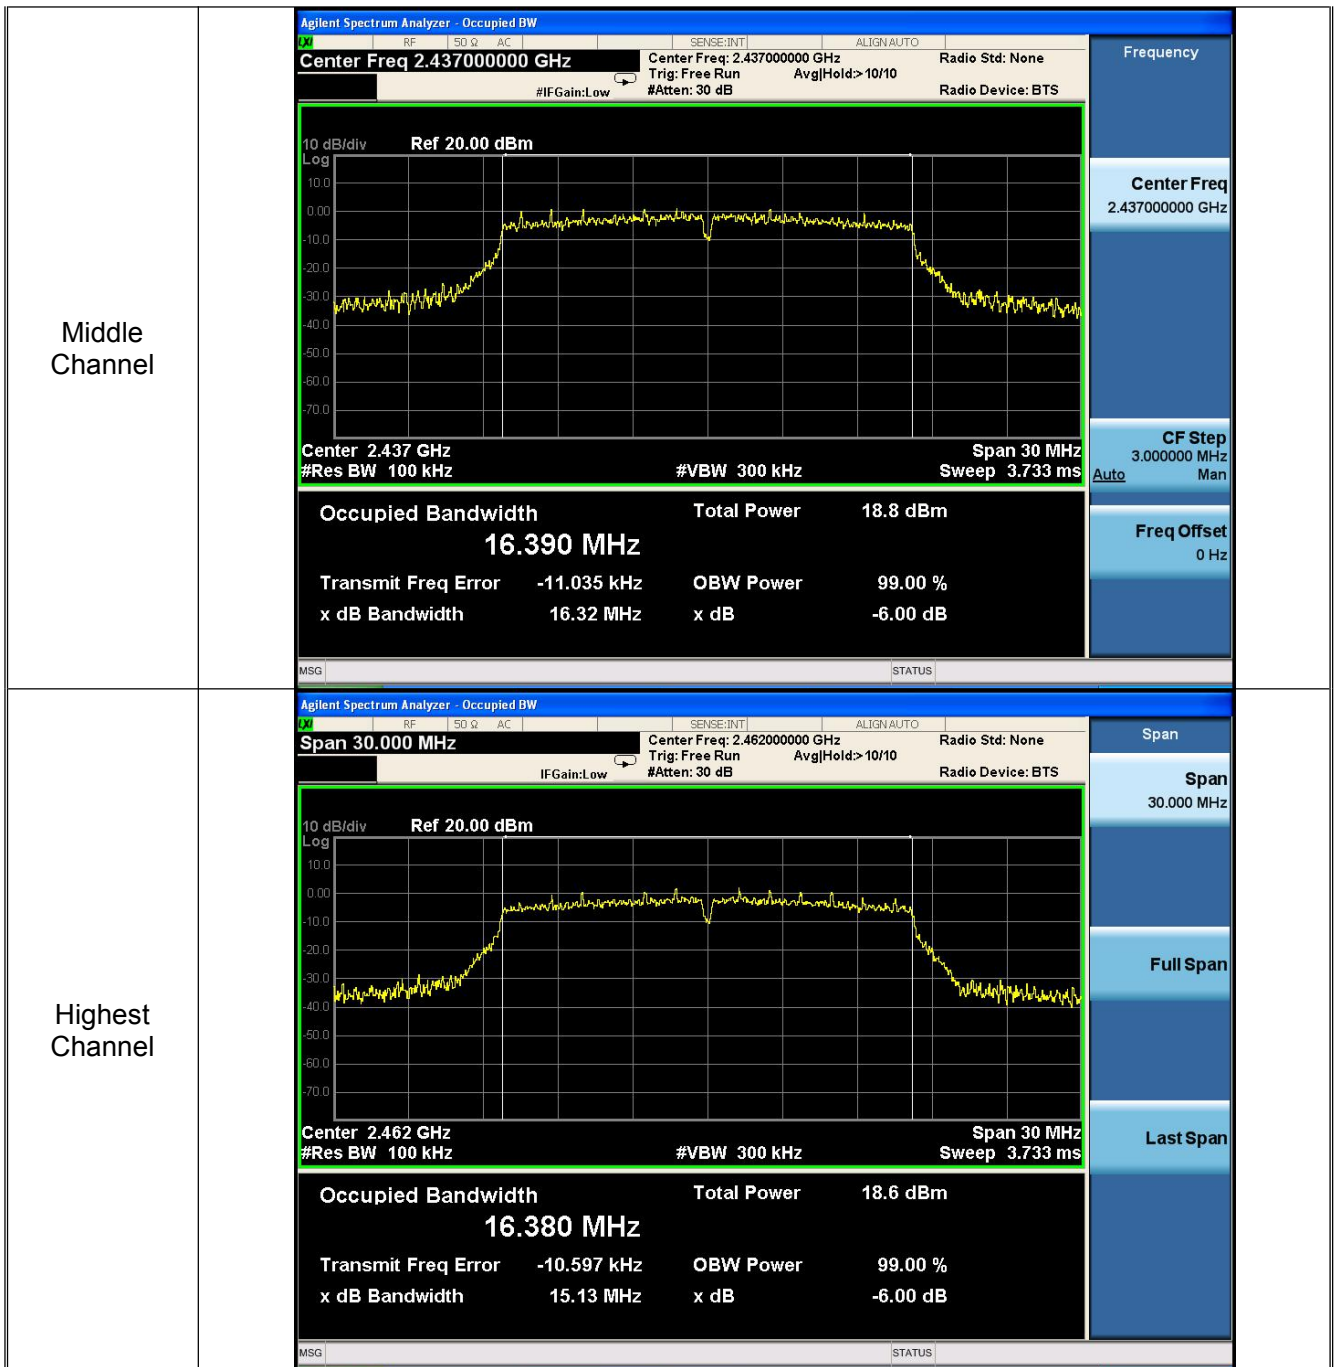 Middle
Channel
Agilent Spectrum Analyzer - Occupied BW
LXI RF 50 Ω AC SENSE:INT ALIGN AUTO
Center Freq 2.437000000 GHz
Center Freq: 2.437000000 GHz Radio Std: None
Trig: Free Run Avg|Hold:>10/10
#IFGain:Low #Atten: 30 dB Radio Device: BTS
10 dB/div Ref 20.00 dBm
Log
10.0
0.00
-10.0
-20.0
-30.0
-40.0
-50.0
-60.0
-70.0
Center 2.437 GHz Span 30 MHz
#Res BW 100 kHz #VBW 300 kHz Sweep 3.733 ms
Occupied Bandwidth Total Power 18.8 dBm
16.390 MHz
Transmit Freq Error -11.035 kHz OBW Power 99.00 %
x dB Bandwidth 16.32 MHz x dB -6.00 dB
MSG STATUS
Frequency
Center Freq
2.437000000 GHz
CF Step
3.000000 MHz
Auto Man
Freq Offset
0 Hz
Highest
Channel
Agilent Spectrum Analyzer - Occupied BW
LXI RF 50 Ω AC SENSE:INT ALIGN AUTO
Span 30.000 MHz
Center Freq: 2.462000000 GHz Radio Std: None
Trig: Free Run Avg|Hold:>10/10
IFGain:Low #Atten: 30 dB Radio Device: BTS
10 dB/div Ref 20.00 dBm
Log
10.0
0.00
-10.0
-20.0
-30.0
-40.0
-50.0
-60.0
-70.0
Center 2.462 GHz Span 30 MHz
#Res BW 100 kHz #VBW 300 kHz Sweep 3.733 ms
Occupied Bandwidth Total Power 18.6 dBm
16.380 MHz
Transmit Freq Error -10.597 kHz OBW Power 99.00 %
x dB Bandwidth 15.13 MHz x dB -6.00 dB
MSG STATUS
Span
Span
30.000 MHz
Full Span
Last Span